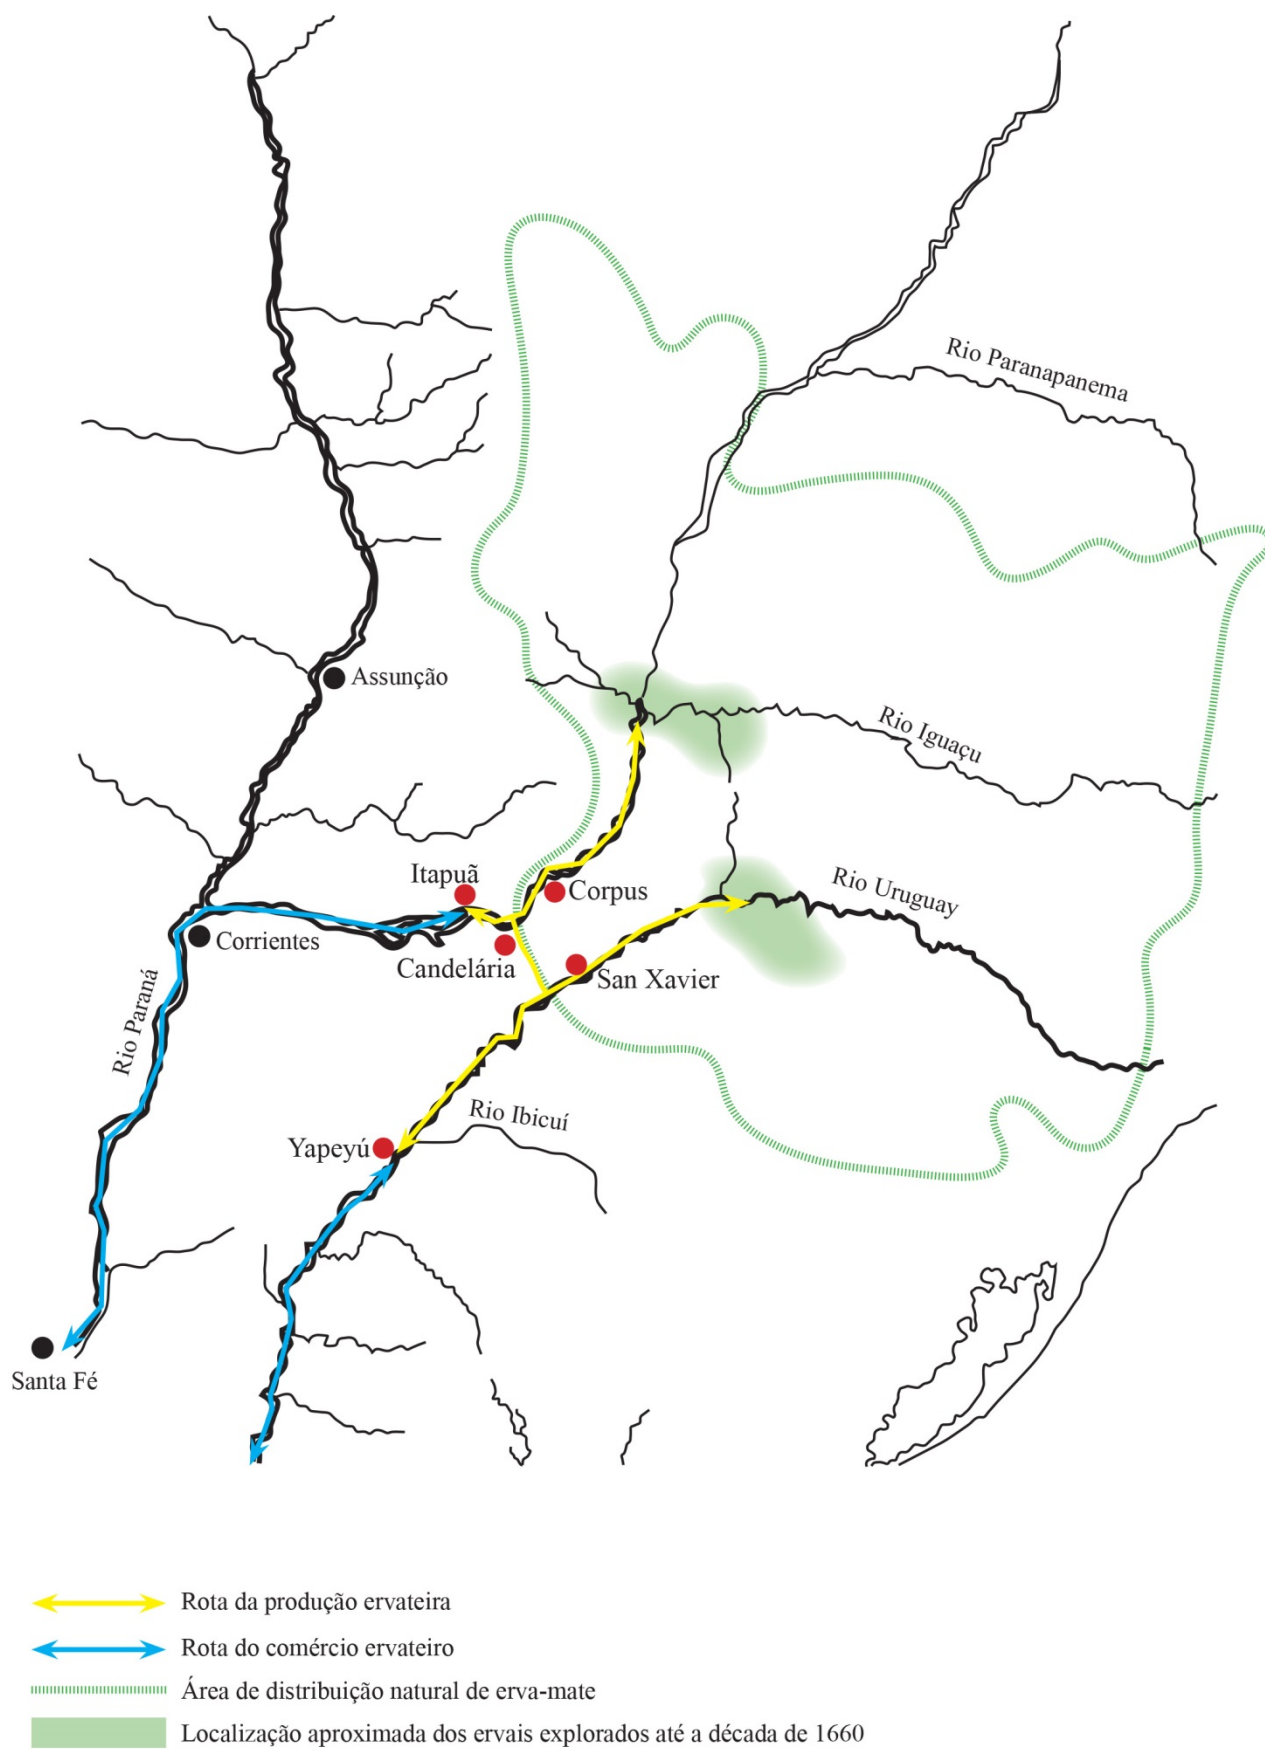 Rio Paranapanema
Assunção
Rio Iguaçu
Itapuã
Corpus
Rio Uruguay
Corrientes
Candelária
San Xavier
Rio Paraná
Rio Ibicuí
Yapeyú
Santa Fé
Rota da produção ervateira
Rota do comércio ervateiro
Área de distribuição natural de erva-mate
Localização aproximada dos ervais explorados até a década de 1660